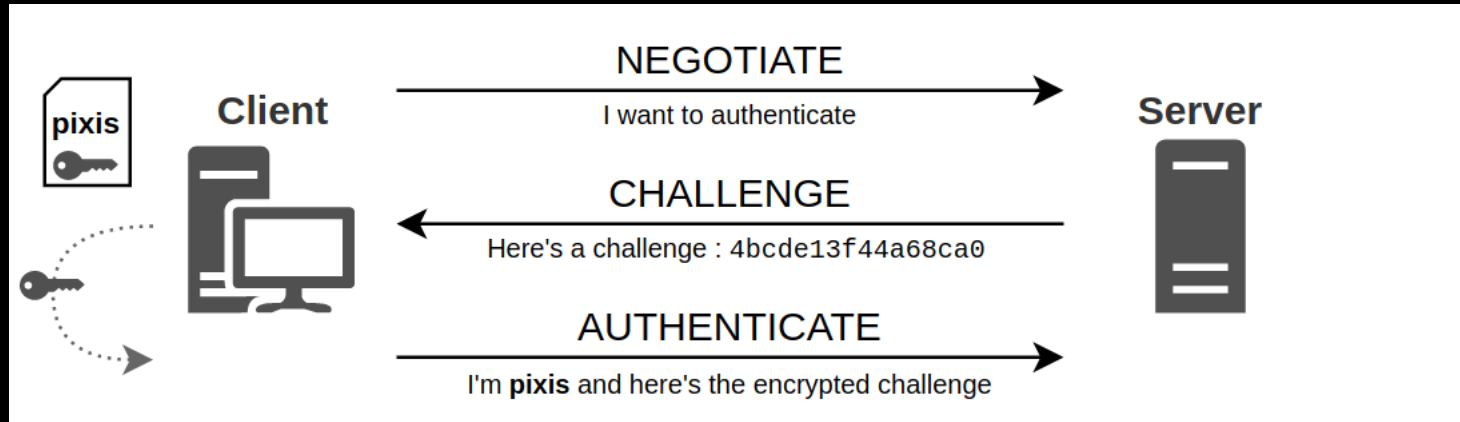 NEGOTIATE
I want to authenticate
pixis
Client
Server
CHALLENGE
Here's a challenge : 4bcde13f44a68ca0
AUTHENTICATE
I'm pixis and here's the encrypted challenge